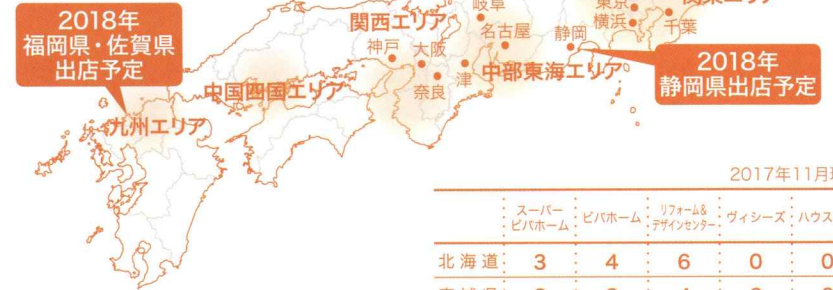 2018年
福岡県・佐賀県
出店予定
関西エリア
岐阜
名古屋
神戸
大阪
奈良
津
静岡
横浜
千葉
中部東海エリア
2018年
静岡県出店予定
中国四国エリア
九州エリア
2017年11月
スーパー
ビバホーム
ビバホーム
リフォーム&
デザインセンター
ヴィシーズ
ハウス
北海道 3 4 6 0 0